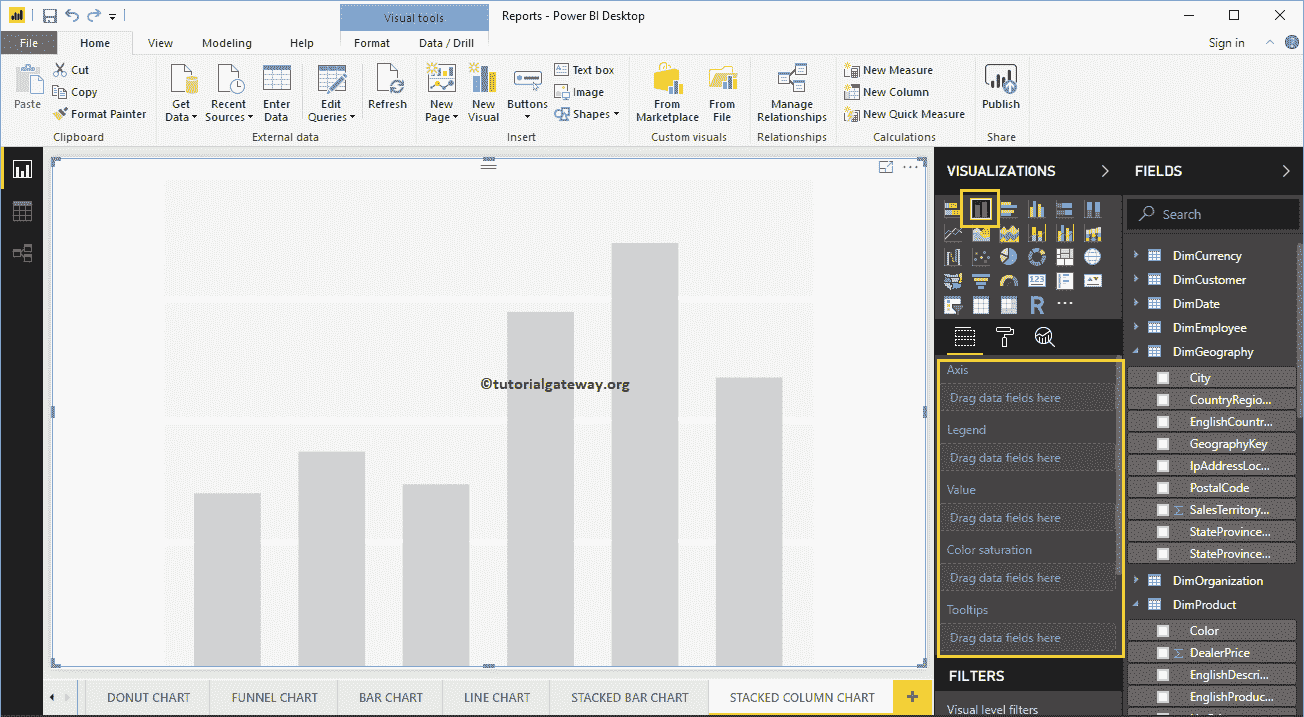 Visual tools
Reports - Power BI Desktop
File
Home
View
Modeling
Help
Format
Data / Drill
Sign in
Paste
Cut
Copy
Format Painter
Clipboard
Get Data
Recent Sources
Enter Data
Edit Queries
External data
Refresh
New Page
New Visual
Buttons
Text box
Image
Shapes
Insert
From Marketplace
From File
Custom visuals
Manage Relationships
Relationships
New Measure
New Column
New Quick Measure
Calculations
Publish
Share
©tutorialgateway.org
VISUALIZATIONS
123
R
Axis
Drag data fields here
Legend
Drag data fields here
Value
Drag data fields here
Color saturation
Drag data fields here
Tooltips
Drag data fields here
FILTERS
Visual level filters
FIELDS
Search
DimCurrency
DimCustomer
DimDate
DimEmployee
DimGeography
City
CountryRegio...
EnglishCountr...
GeographyKey
IpAddressLoc...
PostalCode
Σ SalesTerritory...
StateProvince...
StateProvince...
DimOrganization
DimProduct
Color
Σ DealerPrice
EnglishDescri...
EnglishProduc...
DONUT CHART
FUNNEL CHART
BAR CHART
LINE CHART
STACKED BAR CHART
STACKED COLUMN CHART